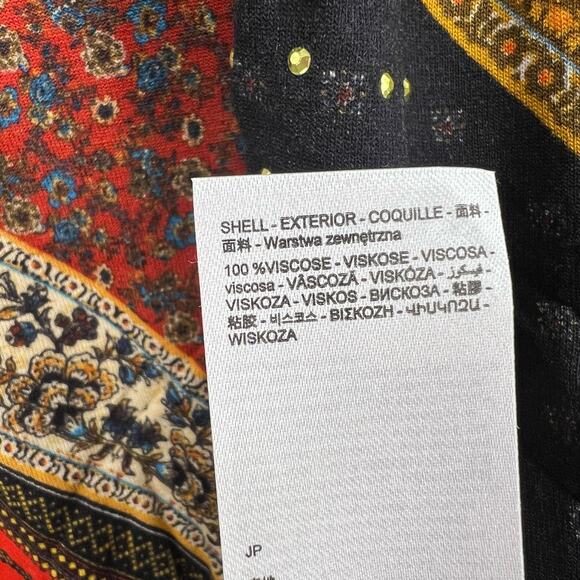 SHELL - EXTERIOR - COQUILLE - 面料 -
面料 - Warstwa zewnętrzna
100 %VISCOSE - VISKOSE - VISCOSA -
viscosa - VÂSCOZĂ - VISKÓZA - فيسكوز -
VISKOZA - VISKOS - ВИСКОЗА - 粘膠 -
粘胶 - 비스코스 - ΒΙΣΚΟΖΗ - ՎԻՍԿՈԶԱ -
WISKOZA
JP